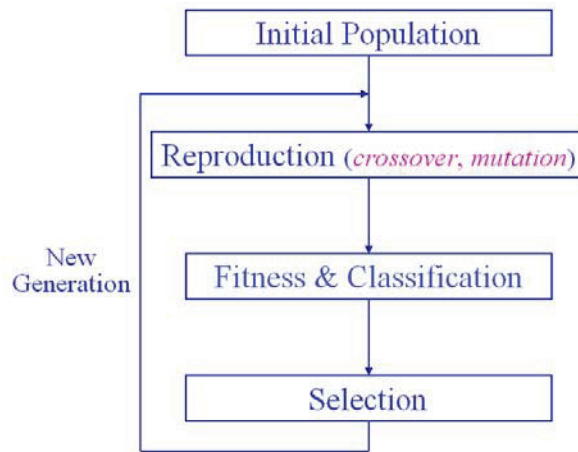 Initial Population
Reproduction (crossover, mutation)
New
Generation
Fitness & Classification
Selection